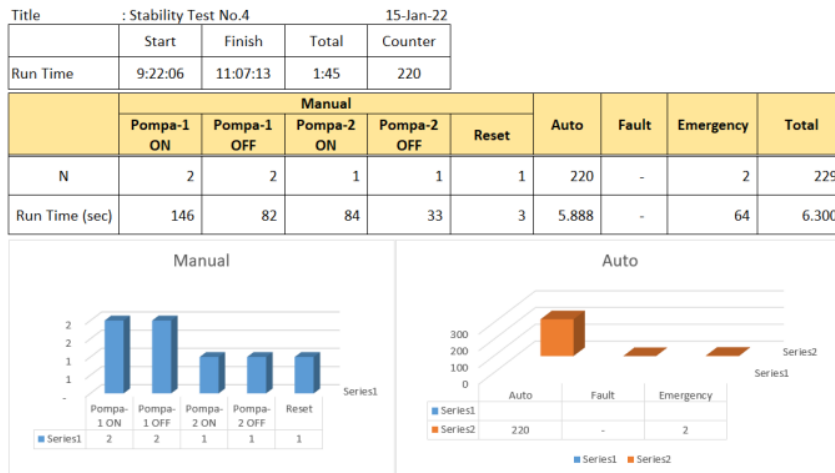 Title : Stability Test No.4 15-Jan-22
Start Finish Total Counter
Run Time 9:22:06 11:07:13 1:45 220
Manual
Pompa-1 ON Pompa-1 OFF Pompa-2 ON Pompa-2 OFF Reset Auto Fault Emergency Total
N 2 2 1 1 1 220 - 2 229
Run Time (sec) 146 82 84 33 3 5.888 - 64 6.300
Manual
2
2
1
1
-
Series1
Pompa-1 ON Pompa-1 OFF Pompa-2 ON Pompa-2 OFF Reset
Series1 2 2 1 1 1
Auto
300
200
100
0
Series2
Series1
Auto Fault Emergency
Series1
Series2 220 - 2
Series1 Series2